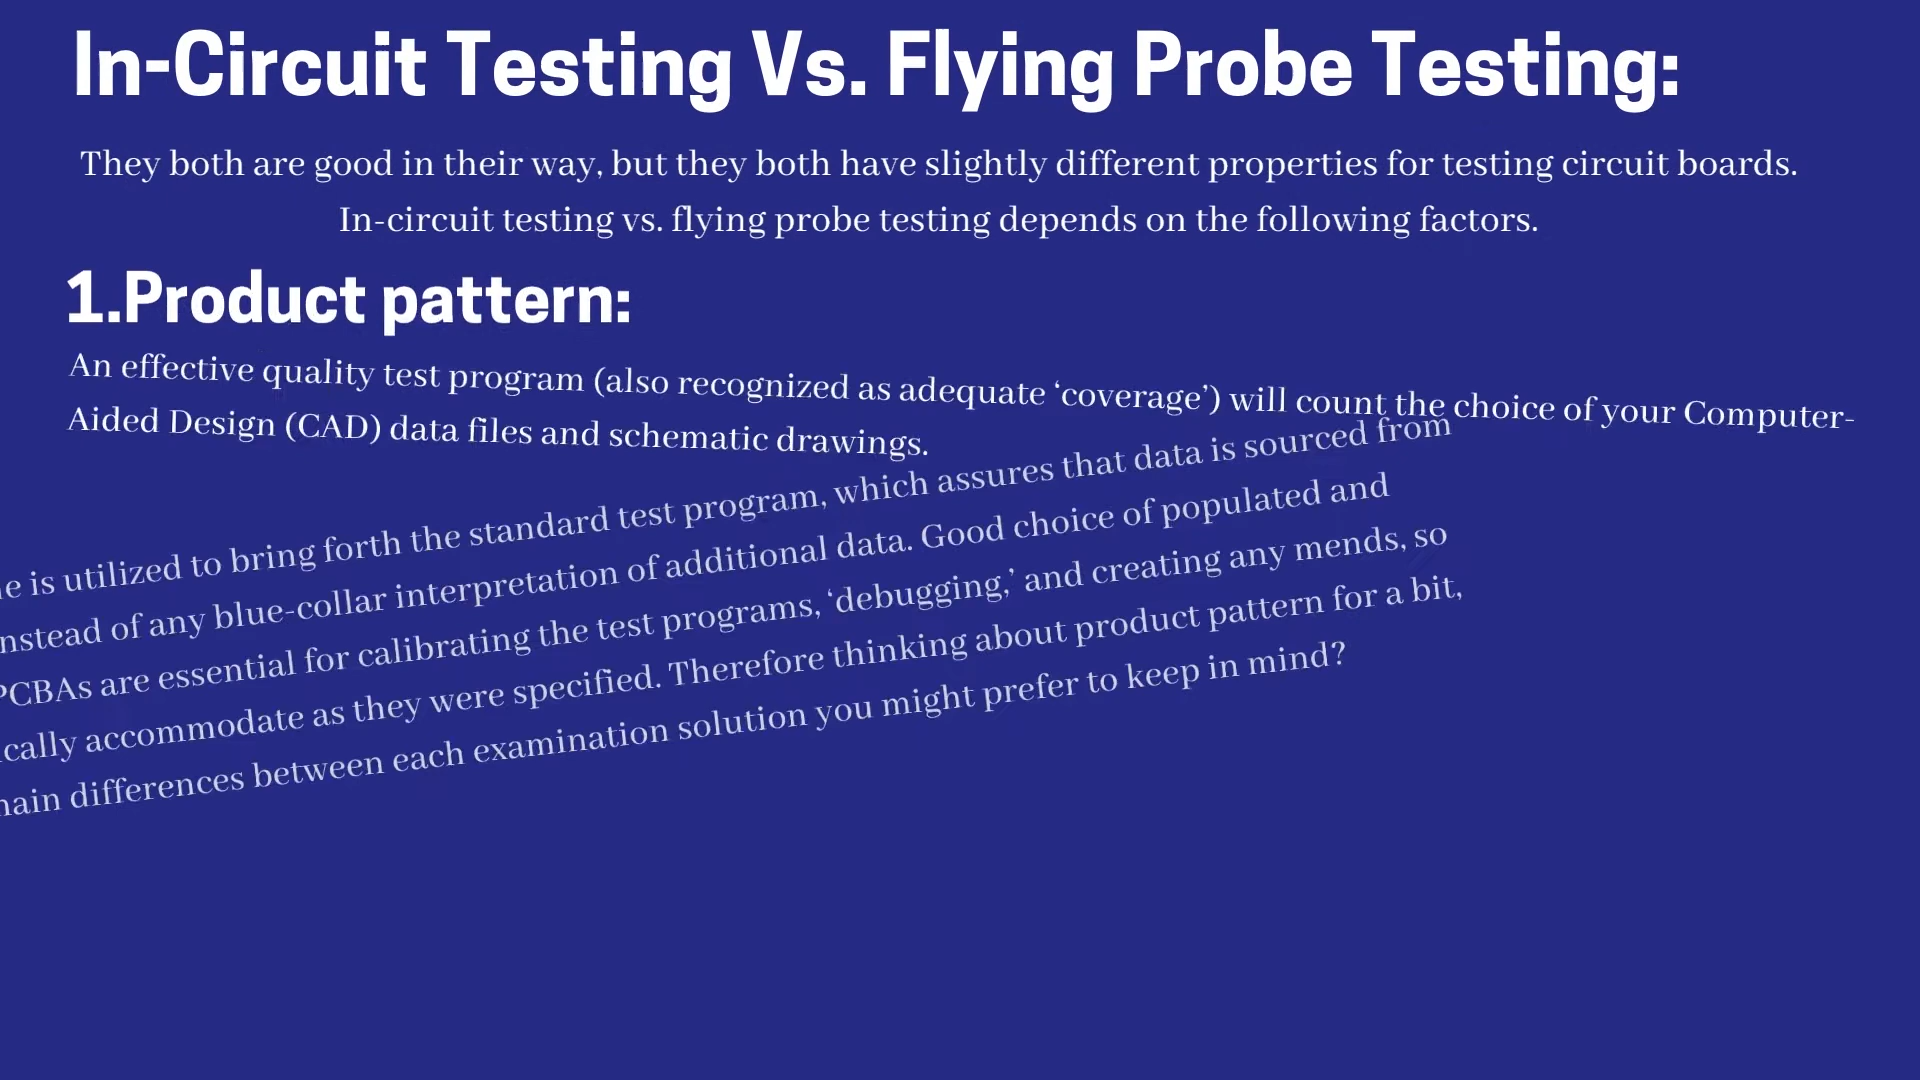 In-Circuit Testing Vs. Flying Probe Testing:
They both are good in their way, but they both have slightly different properties for testing circuit boards.
In-circuit testing vs. flying probe testing depends on the following factors.
1.Product pattern:
An effective quality test program (also recognized as adequate ‘coverage’) will count the choice of your Computer-
Aided Design (CAD) data files and schematic drawings.
is utilized to bring forth the standard test program, which assures that data is sourced from
of any blue-collar interpretation of additional data. Good choice of populated and
PCBAs are essential for calibrating the test programs, ‘debugging,’ and creating any mends, so
accommodate as they were specified. Therefore thinking about product pattern for a bit,
differences between each examination solution you might prefer to keep in mind?